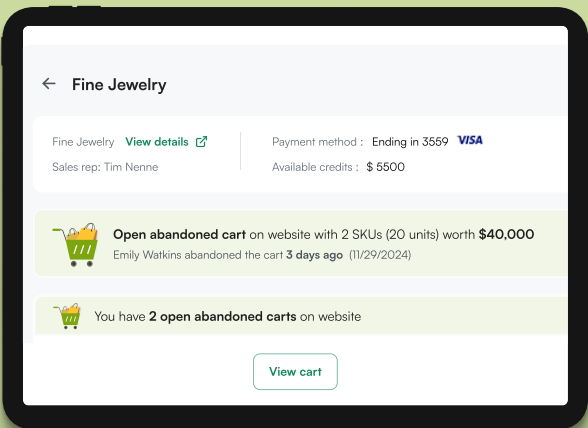 Fine Jewelry
Fine Jewelry View details
Sales rep: Tim Nenne
Payment method : Ending in 3559 VISA
Available credits : $ 5500
Open abandoned cart on website with 2 SKUs (20 units) worth $40,000
Emily Watkins abandoned the cart 3 days ago (11/29/2024)
You have 2 open abandoned carts on website
View cart